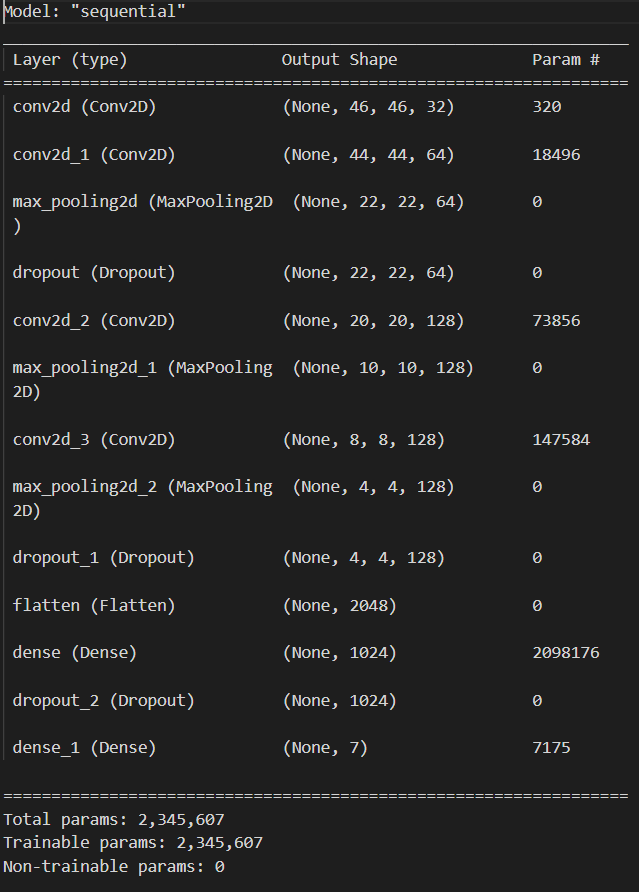 Model: "sequential"
_________________________________________________________________
Layer (type) Output Shape Param #
=================================================================
conv2d (Conv2D) (None, 46, 46, 32) 320
conv2d_1 (Conv2D) (None, 44, 44, 64) 18496
max_pooling2d (MaxPooling2D (None, 22, 22, 64) 0
)
dropout (Dropout) (None, 22, 22, 64) 0
conv2d_2 (Conv2D) (None, 20, 20, 128) 73856
max_pooling2d_1 (MaxPooling (None, 10, 10, 128) 0
2D)
conv2d_3 (Conv2D) (None, 8, 8, 128) 147584
max_pooling2d_2 (MaxPooling (None, 4, 4, 128) 0
2D)
dropout_1 (Dropout) (None, 4, 4, 128) 0
flatten (Flatten) (None, 2048) 0
dense (Dense) (None, 1024) 2098176
dropout_2 (Dropout) (None, 1024) 0
dense_1 (Dense) (None, 7) 7175
=================================================================
Total params: 2,345,607
Trainable params: 2,345,607
Non-trainable params: 0